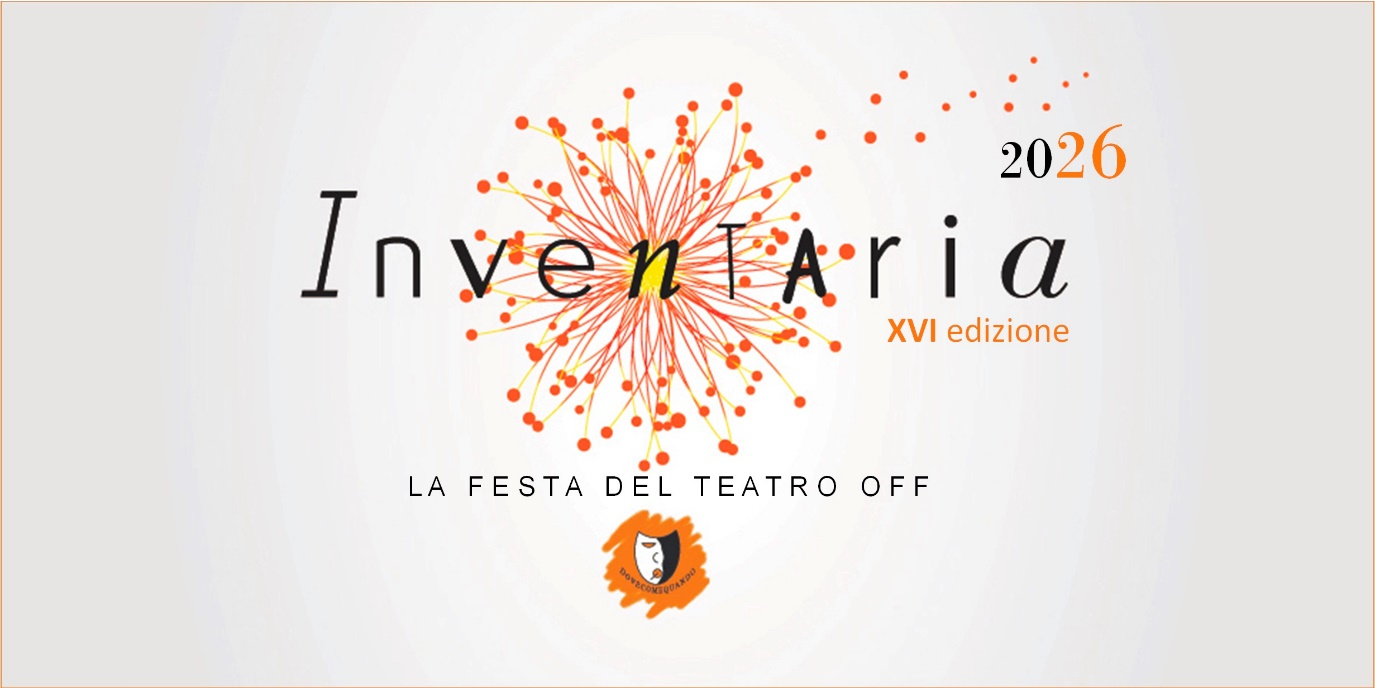 2026
InvenTAria
XVI edizione
LA FESTA DEL TEATRO OFF
DOVECOMEQUANDO